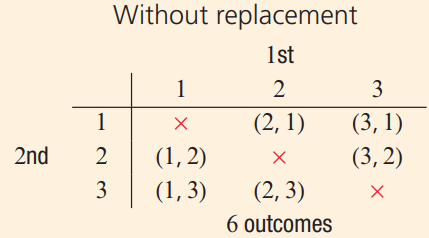 Without replacement
1st
1 2 3
1 × (2, 1) (3, 1)
2nd 2 (1, 2) × (3, 2)
3 (1, 3) (2, 3) ×
6 outcomes